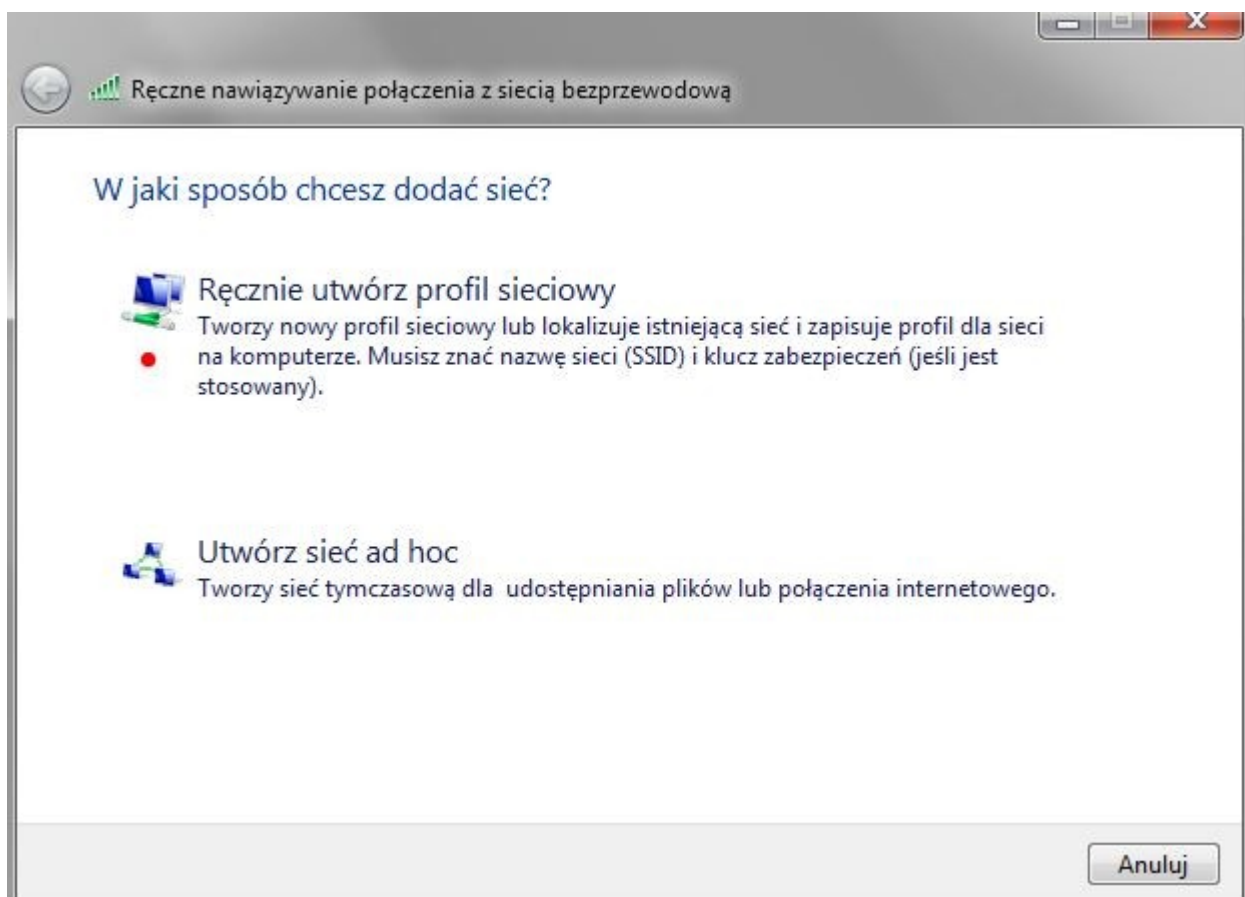 Ręczne nawiązywanie połączenia z siecią bezprzewodową
W jaki sposób chcesz dodać sieć?
Ręcznie utwórz profil sieciowy
Tworzy nowy profil sieciowy lub lokalizuje istniejącą sieć i zapisuje profil dla sieci
na komputerze. Musisz znać nazwę sieci (SSID) i klucz zabezpieczeń (jeśli jest
stosowany).
Utwórz sieć ad hoc
Tworzy sieć tymczasową dla  udostępniania plików lub połączenia internetowego.
Anuluj